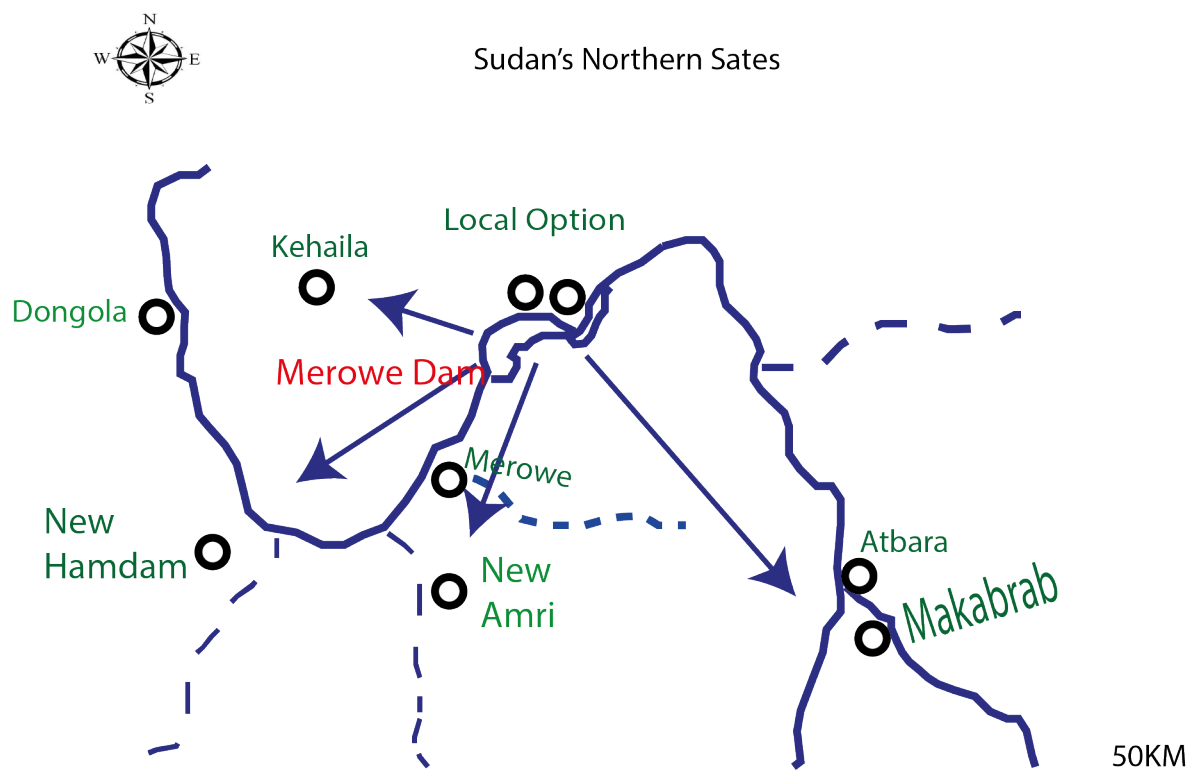 N
W E
S
Sudan's Northern Sates
Local Option
Kehaila
Dongola
Merowe Dam
Merowe
New
Hamdam
Atbara
New
Amri
Makabrab
50KM